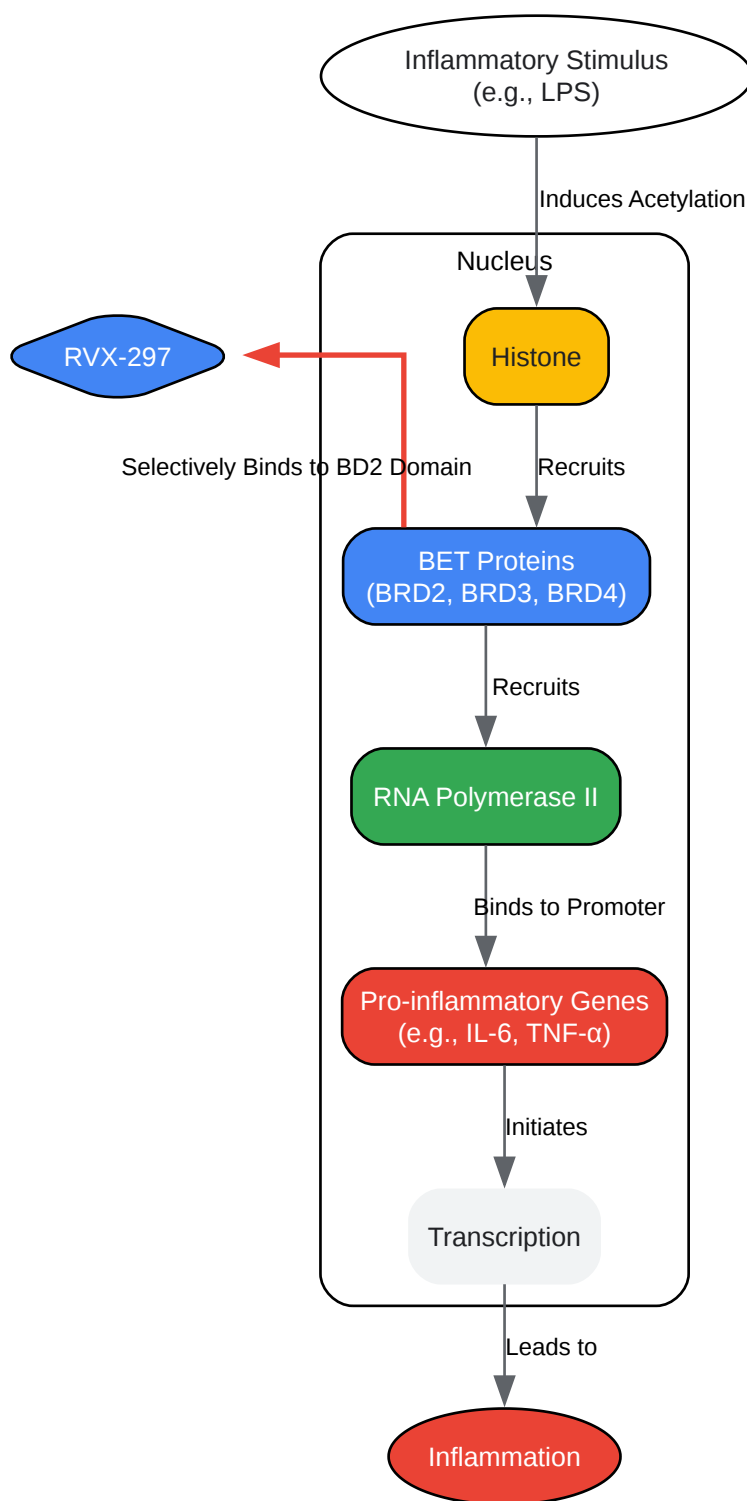 Inflammatory Stimulus
(e.g., LPS)
Induces Acetylation
Nucleus
RVX-297
Histone
Selectively Binds to BD2 Domain
Recruits
BET Proteins
(BRD2, BRD3, BRD4)
Recruits
RNA Polymerase II
Binds to Promoter
Pro-inflammatory Genes
(e.g., IL-6, TNF-α)
Initiates
Transcription
Leads to
Inflammation